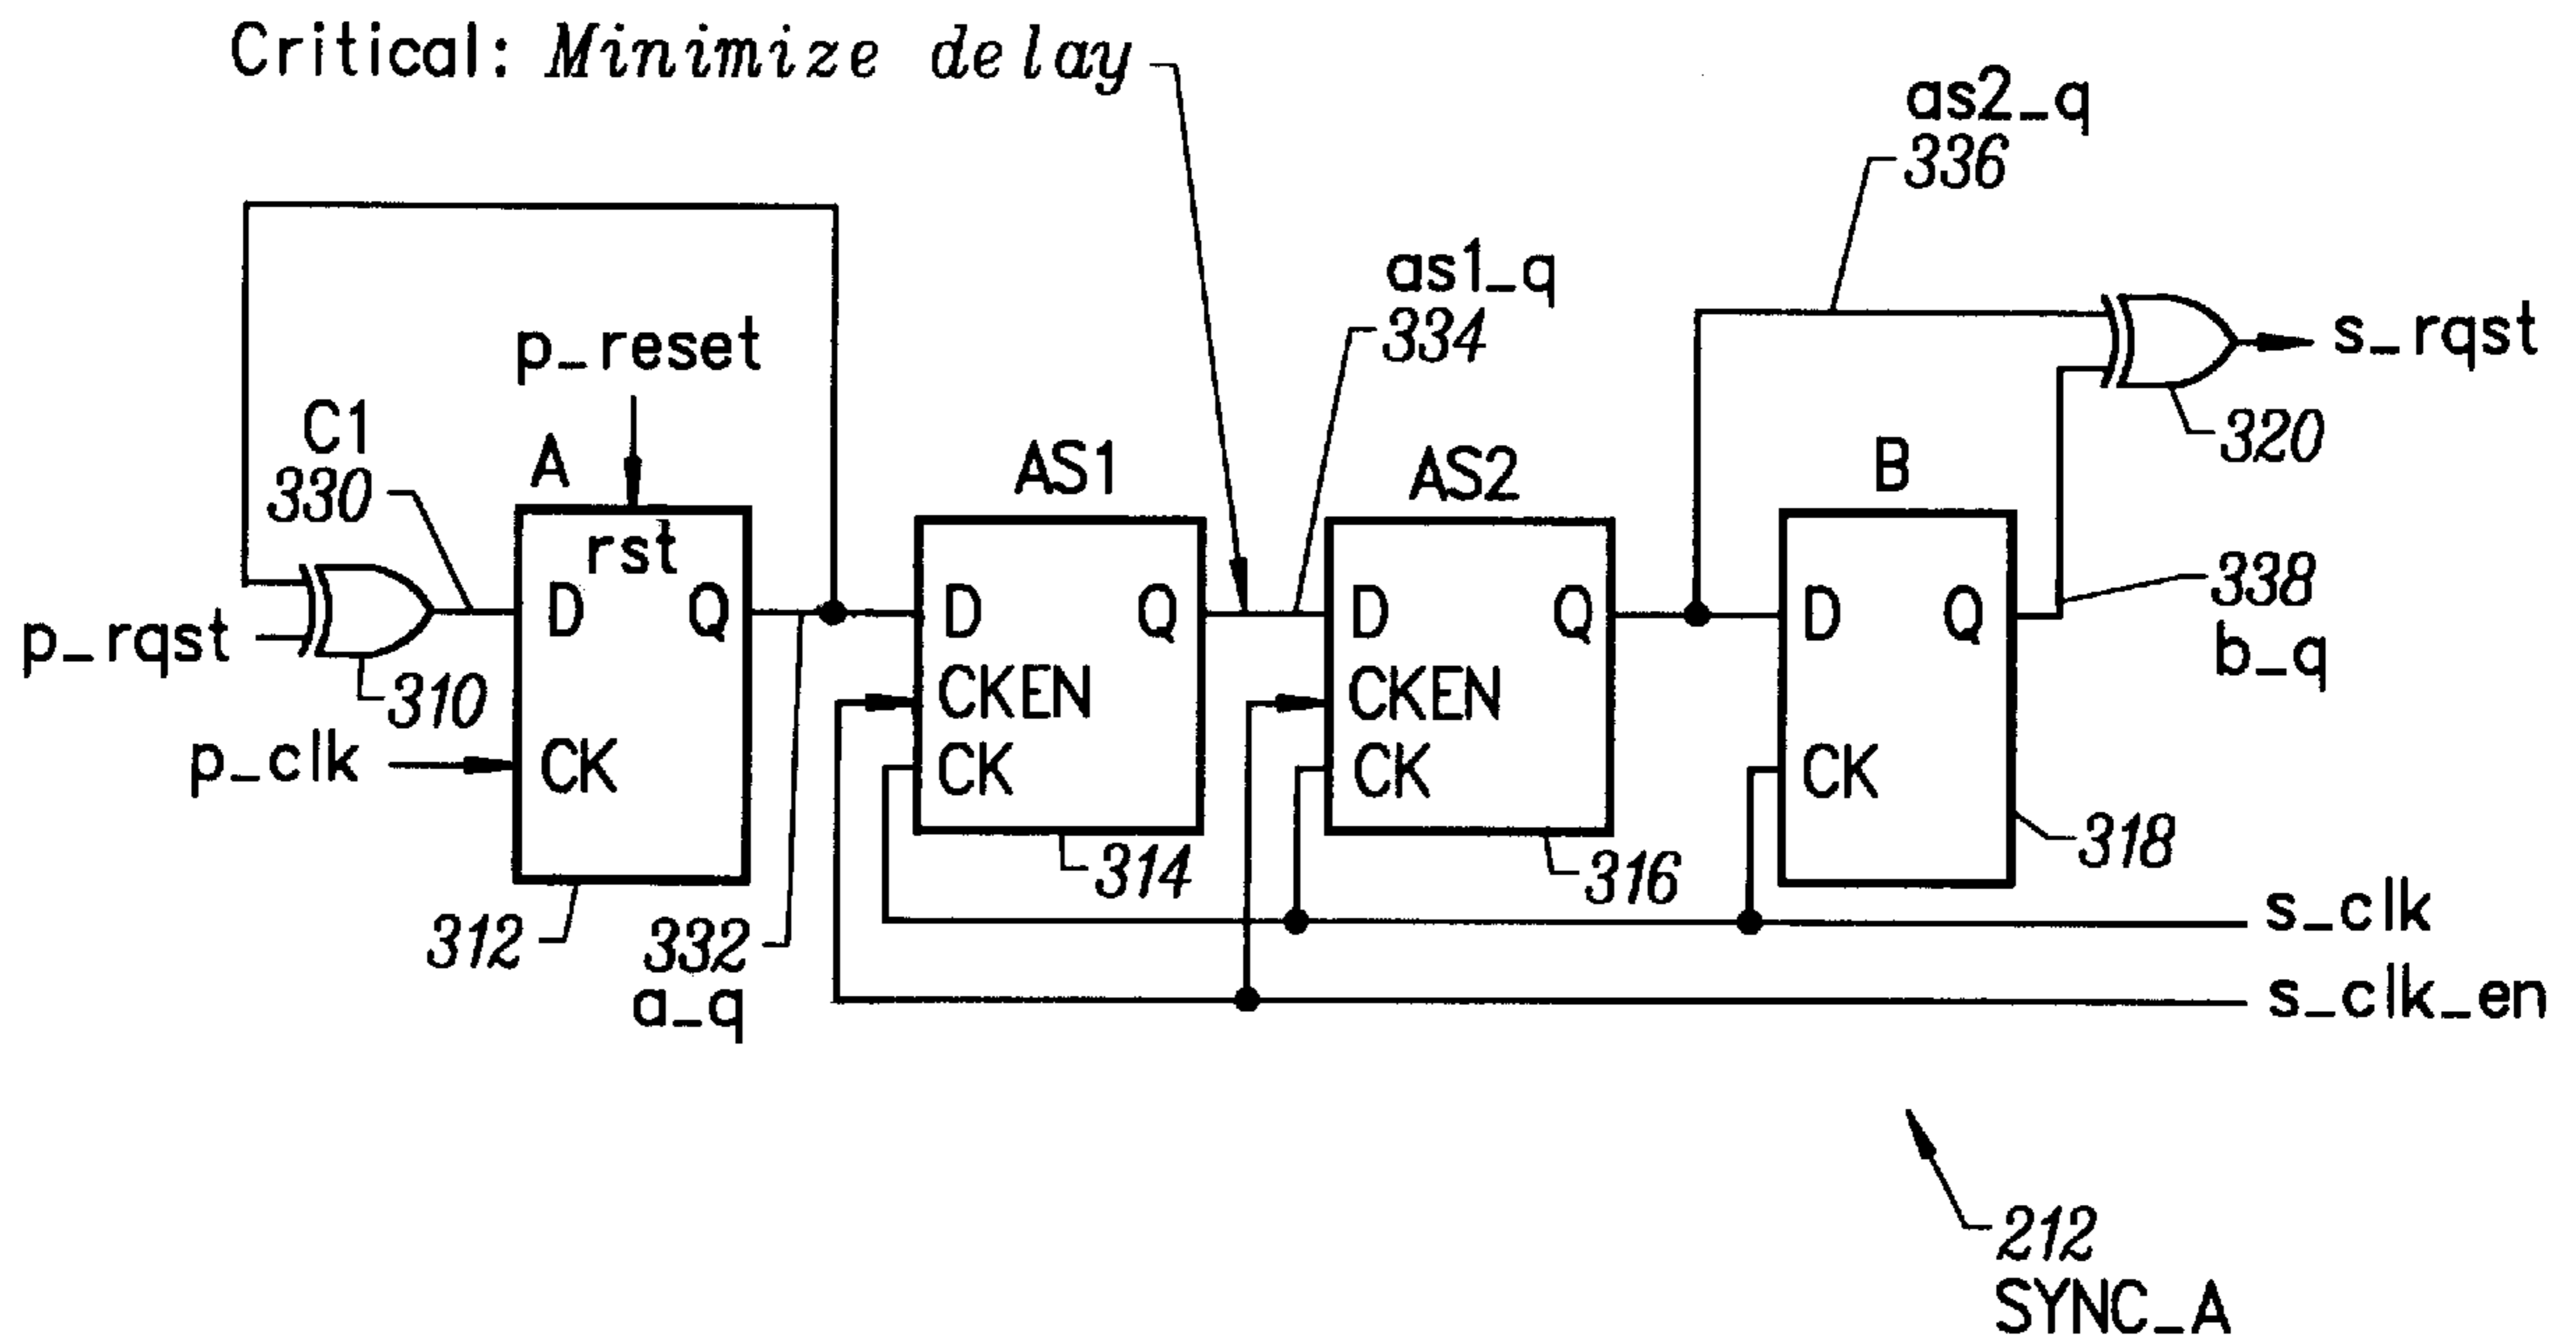 Critical: Minimize delay
as2_q
336
as1_q
334
s_rqst
320
p_reset
C1
330
A
AS1
AS2
B
rst
D
Q
D
Q
D
Q
D
Q
p_rqst
310
CKEN
CKEN
338
b_q
p_clk
CK
CK
CK
CK
314
316
318
312
332
a_q
s_clk
s_clk_en
212
SYNC_A